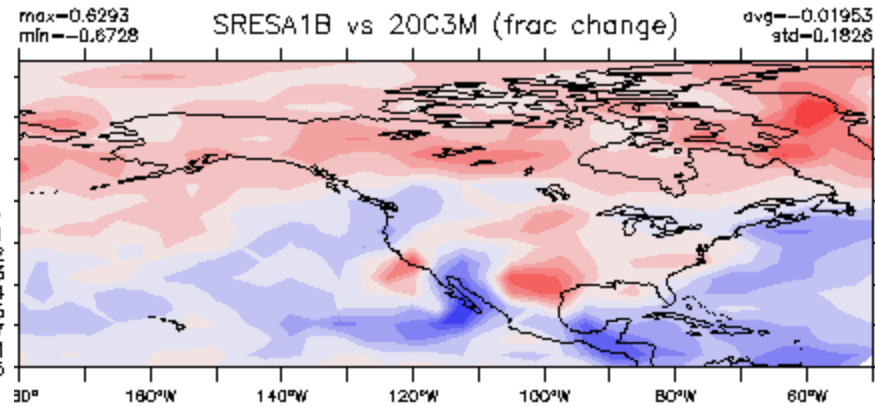 max=0.6293
min=-0.6728
SRESA1B vs 20C3M (frac change)
avg=-0.01953
std=0.1826
160°W 140°W 120°W 100°W 80°W 60°W